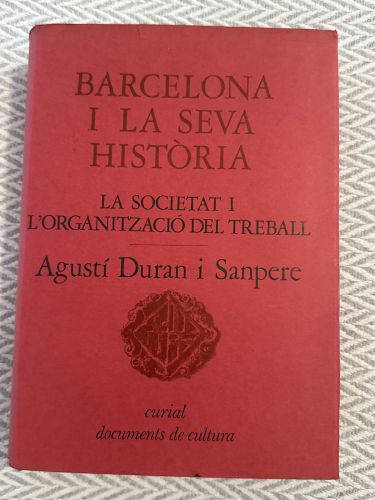 BARCELONA
I LA SEVA
HISTÒRIA
LA SOCIETAT I
L'ORGANITZACIÓ DEL TREBALL
Agustí Duran i Sanpere
curial
documents de cultura